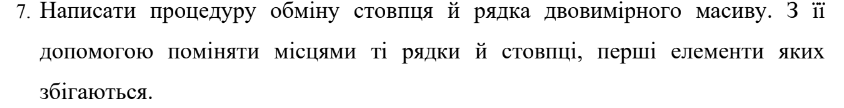 7. Написати процедуру обміну стовпця й рядка двовимірного масиву. З її
допомогою поміняти місцями ті рядки й стовпці, перші елементи яких
збігаються.